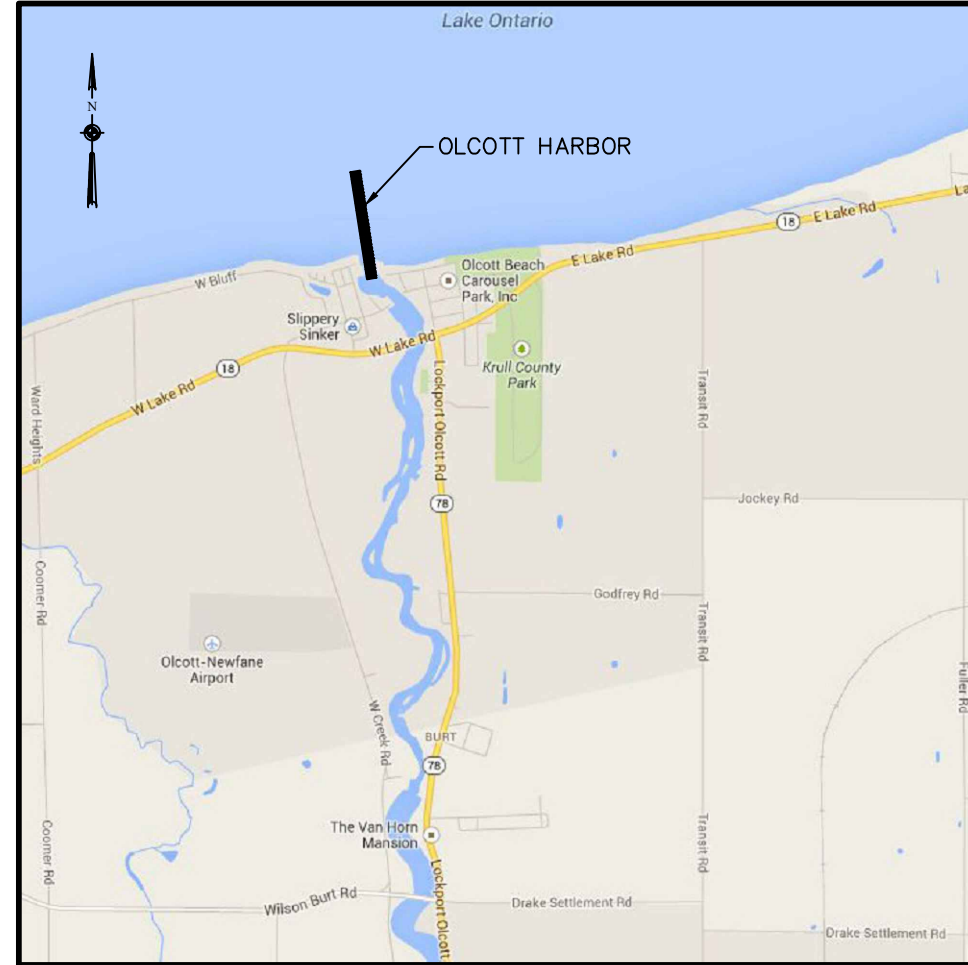 Lake Ontario
N
OLCOTT HARBOR
La
18
E Lake Rd
E Lake Rd
Olcott Beach
Carousel
Park, Inc
W Bluff
Slippery
Sinker
W Lake Rd
18
W Lake Rd
Krull County
Park
Ward Heights
Lockport Olcott Rd
Transit Rd
78
Jockey Rd
Coomer Rd
Godfrey Rd
Transit Rd
Olcott-Newfane
Airport
Fuller Rd
W Creek Rd
BURT
78
The Van Horn
Mansion
Coomer Rd
Transit Rd
Lockport Olcott
Wilson Burt Rd
Drake Settlement Rd
Drake Settlement Rd